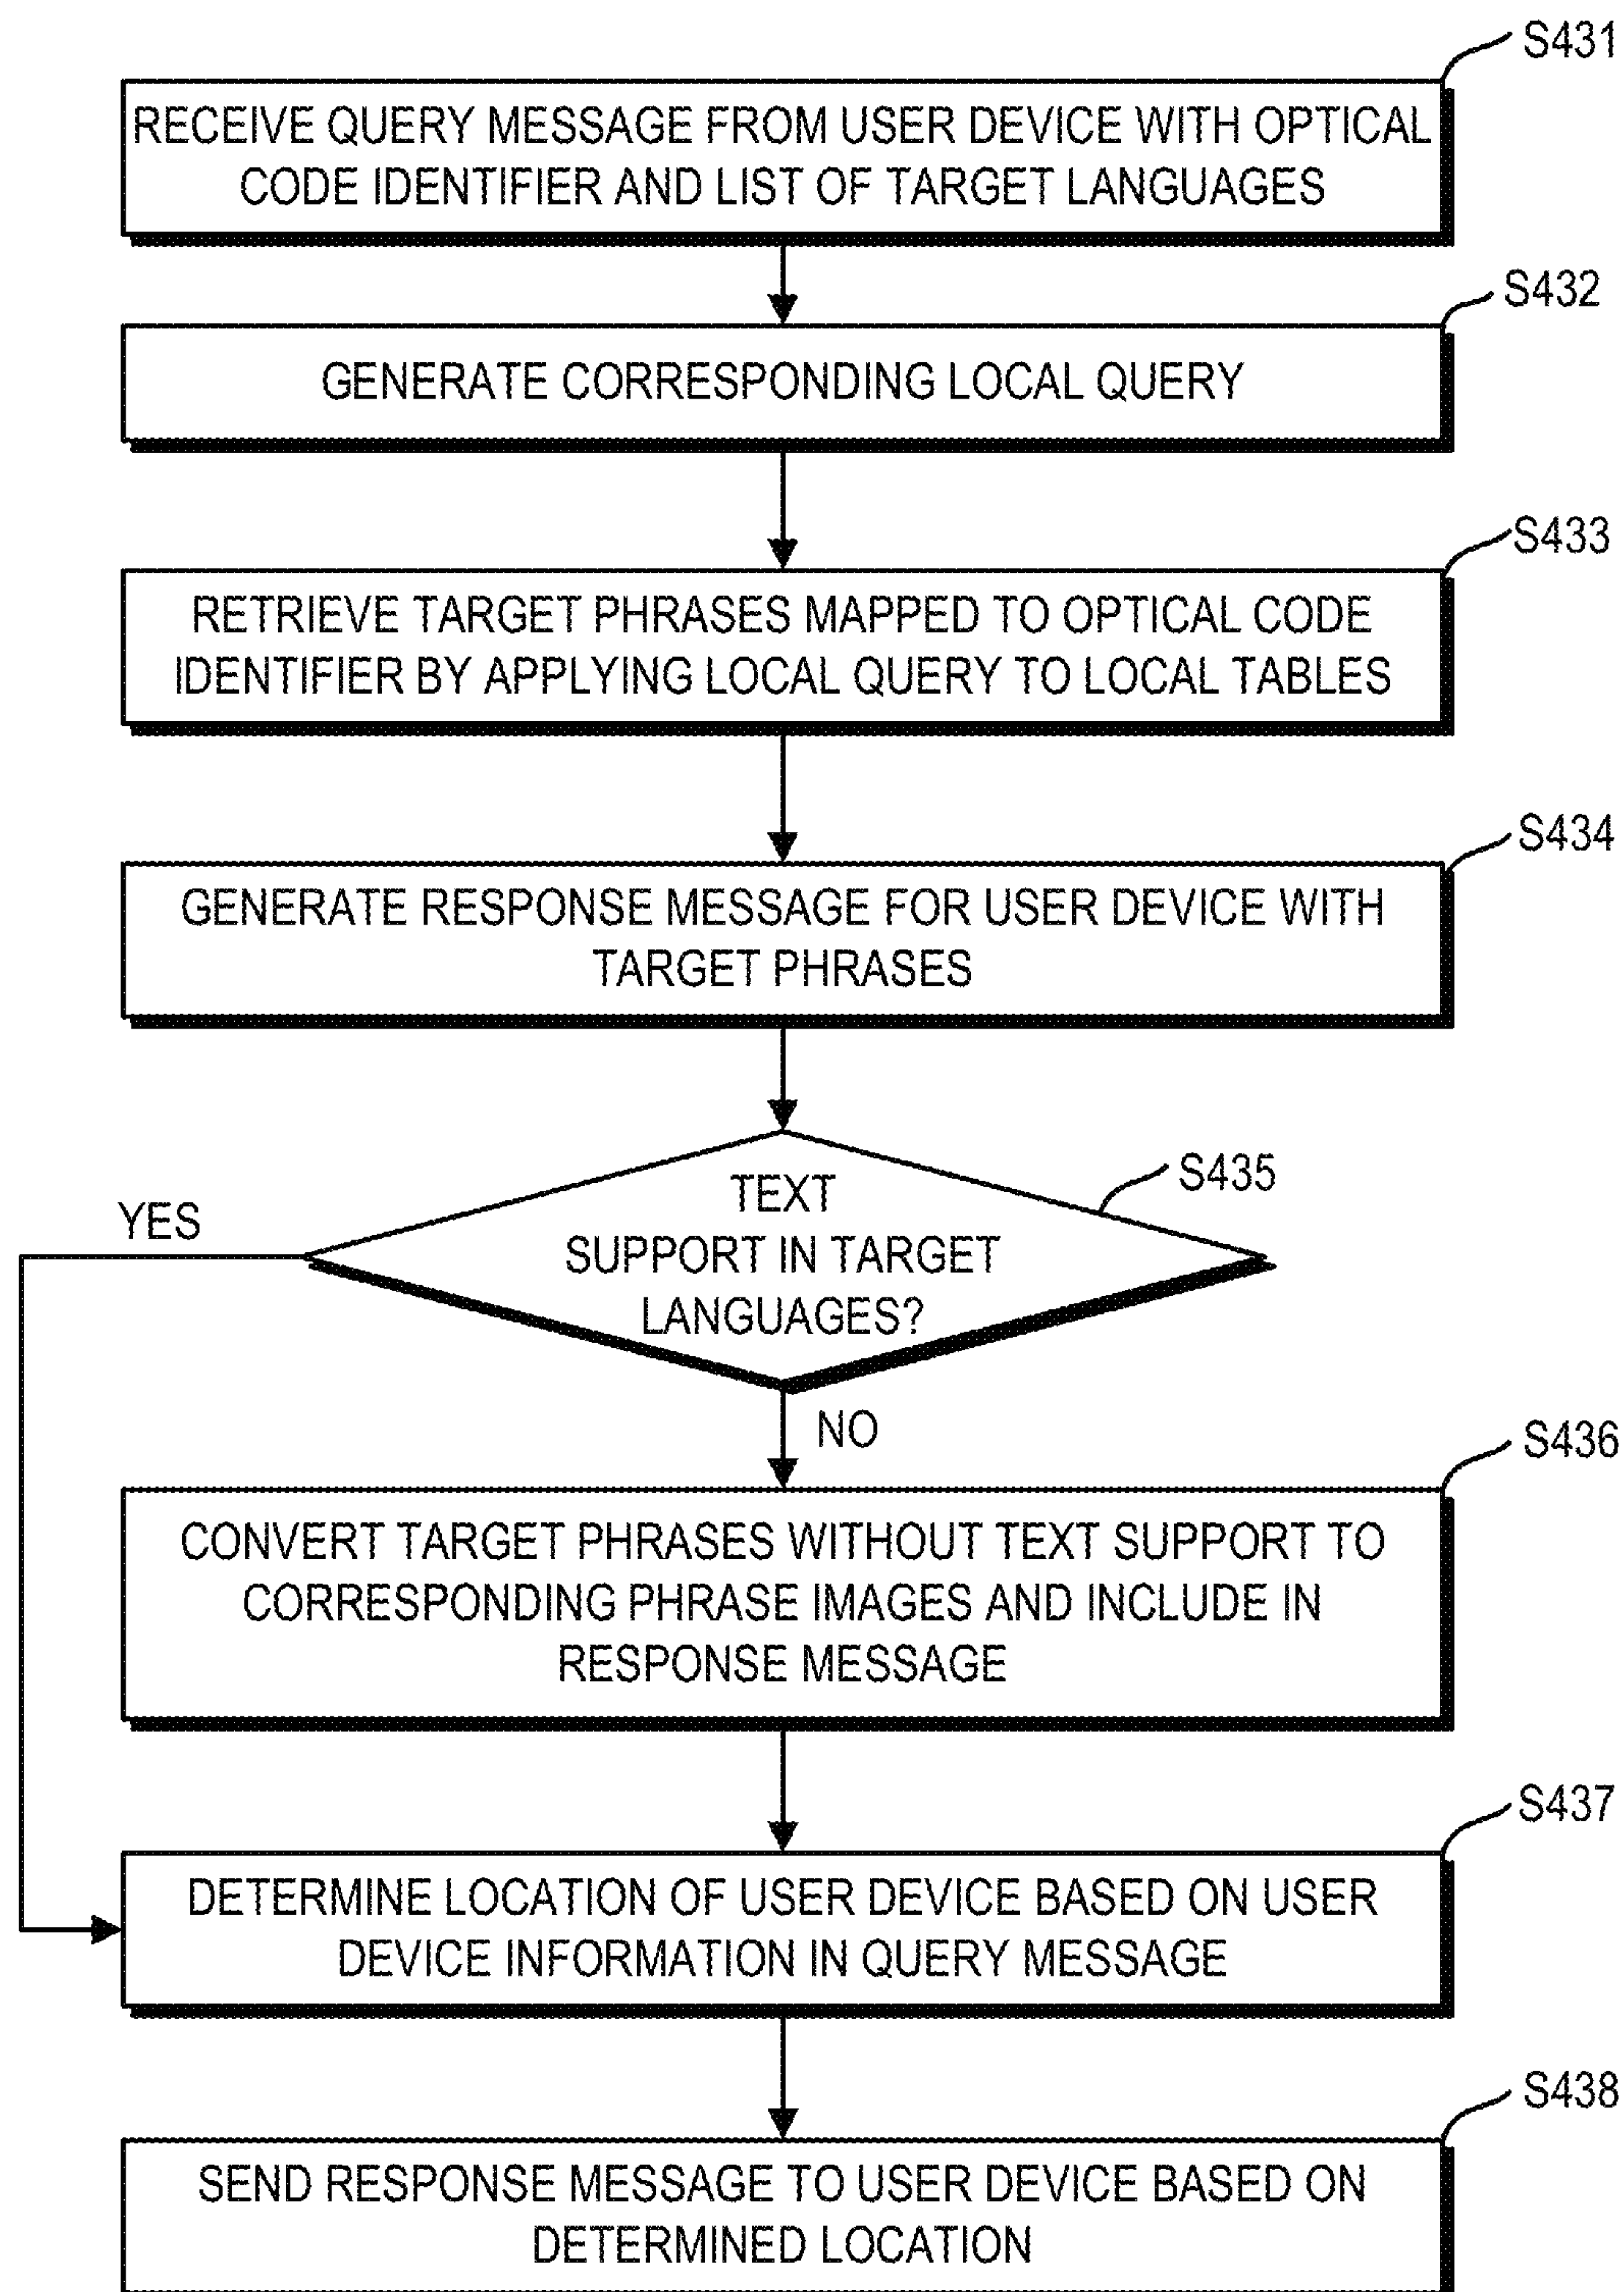 S431
RECEIVE QUERY MESSAGE FROM USER DEVICE WITH OPTICAL
CODE IDENTIFIER AND LIST OF TARGET LANGUAGES
S432
GENERATE CORRESPONDING LOCAL QUERY
S433
RETRIEVE TARGET PHRASES MAPPED TO OPTICAL CODE
IDENTIFIER BY APPLYING LOCAL QUERY TO LOCAL TABLES
S434
GENERATE RESPONSE MESSAGE FOR USER DEVICE WITH
TARGET PHRASES
S435
TEXT
SUPPORT IN TARGET
LANGUAGES?
YES
NO
S436
CONVERT TARGET PHRASES WITHOUT TEXT SUPPORT TO
CORRESPONDING PHRASE IMAGES AND INCLUDE IN
RESPONSE MESSAGE
S437
DETERMINE LOCATION OF USER DEVICE BASED ON USER
DEVICE INFORMATION IN QUERY MESSAGE
S438
SEND RESPONSE MESSAGE TO USER DEVICE BASED ON
DETERMINED LOCATION